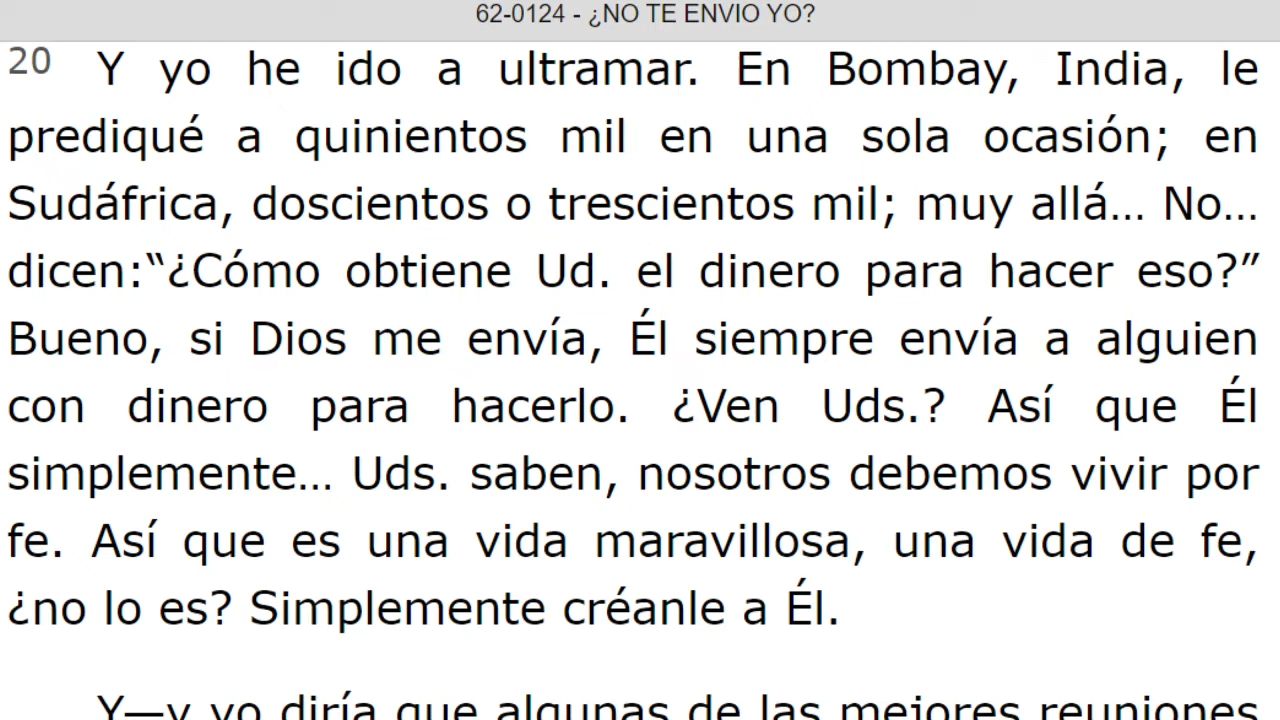 62-0124 - ¿NO TE ENVIO YO?
20 Y yo he ido a ultramar. En Bombay, India, le
prediqué a quinientos mil en una sola ocasión; en
Sudáfrica, doscientos o trescientos mil; muy allá… No…
dicen:“¿Cómo obtiene Ud. el dinero para hacer eso?”
Bueno, si Dios me envía, Él siempre envía a alguien
con dinero para hacerlo. ¿Ven Uds.? Así que Él
simplemente… Uds. saben, nosotros debemos vivir por
fe. Así que es una vida maravillosa, una vida de fe,
¿no lo es? Simplemente créanle a Él.
Y—y yo diría que algunas de las mejores reuniones